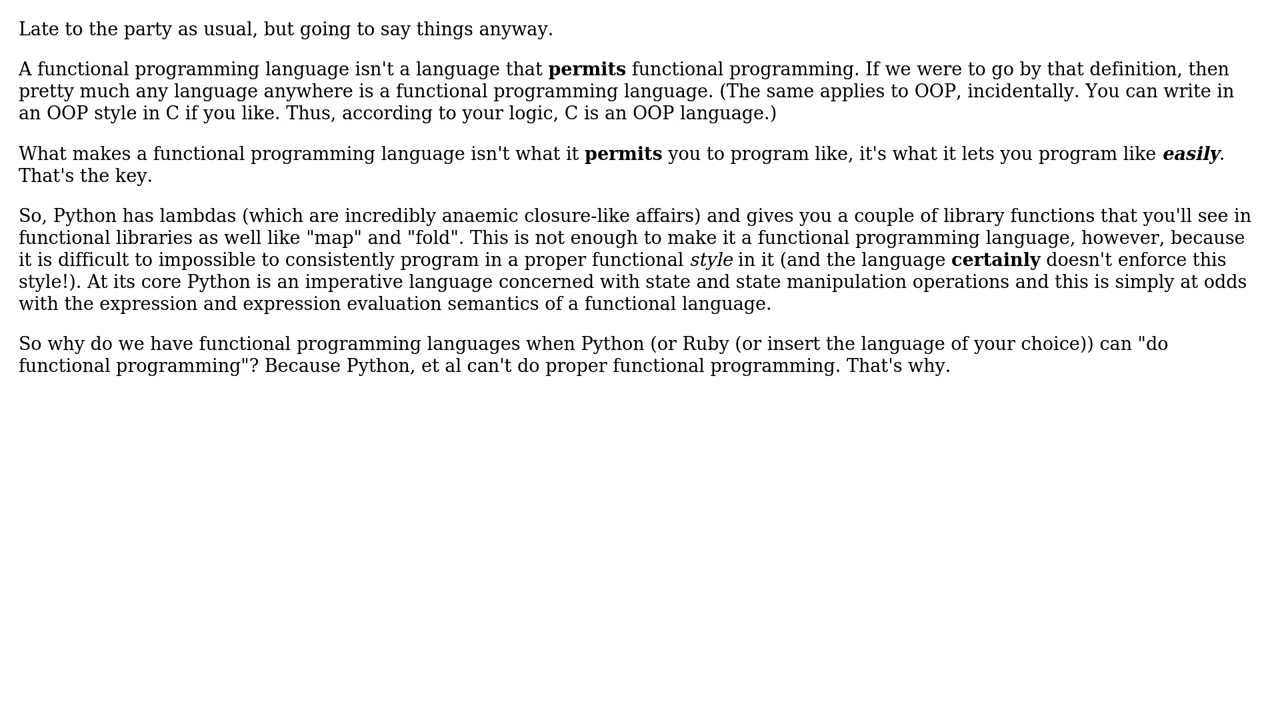 Late to the party as usual, but going to say things anyway.
A functional programming language isn't a language that permits functional programming. If we were to go by that definition, then
pretty much any language anywhere is a functional programming language. (The same applies to OOP, incidentally. You can write in
an OOP style in C if you like. Thus, according to your logic, C is an OOP language.)
What makes a functional programming language isn't what it permits you to program like, it's what it lets you program like easily.
That's the key.
So, Python has lambdas (which are incredibly anaemic closure-like affairs) and gives you a couple of library functions that you'll see in
functional libraries as well like "map" and "fold". This is not enough to make it a functional programming language, however, because
it is difficult to impossible to consistently program in a proper functional style in it (and the language certainly doesn't enforce this
style!). At its core Python is an imperative language concerned with state and state manipulation operations and this is simply at odds
with the expression and expression evaluation semantics of a functional language.
So why do we have functional programming languages when Python (or Ruby (or insert the language of your choice)) can "do
functional programming"? Because Python, et al can't do proper functional programming. That's why.